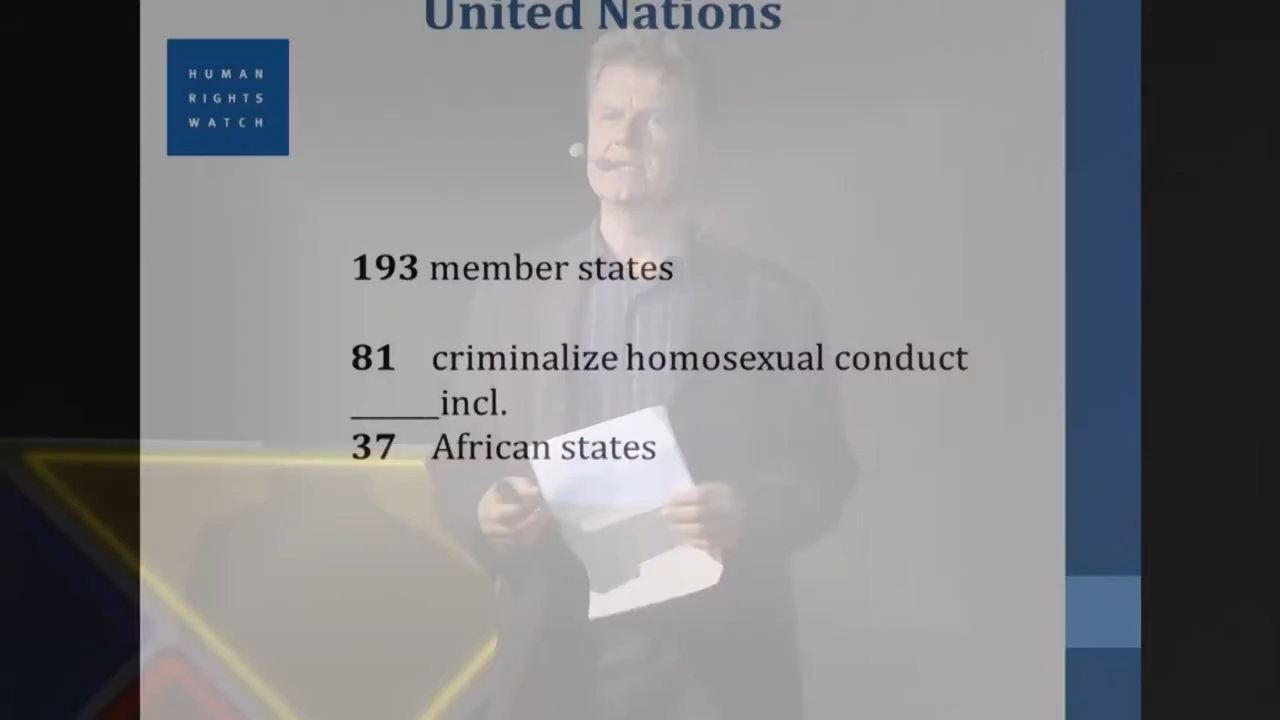 United Nations
HUMAN
RIGHTS
WATCH
193 member states
81 criminalize homosexual conduct
______incl.
37 African states